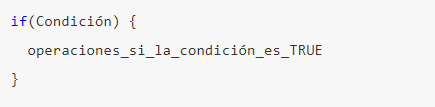 if(Condición) {
operaciones_si_la_condición_es_TRUE
}